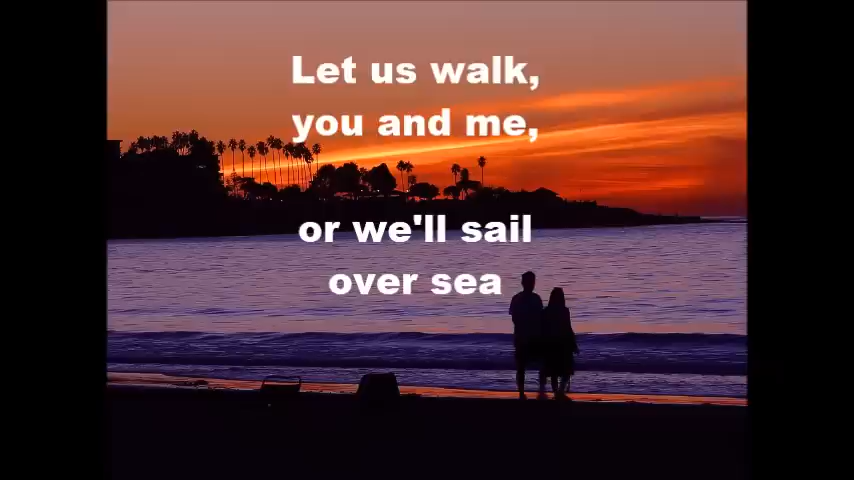 Let us walk,
you and me,
or we'll sail
over sea